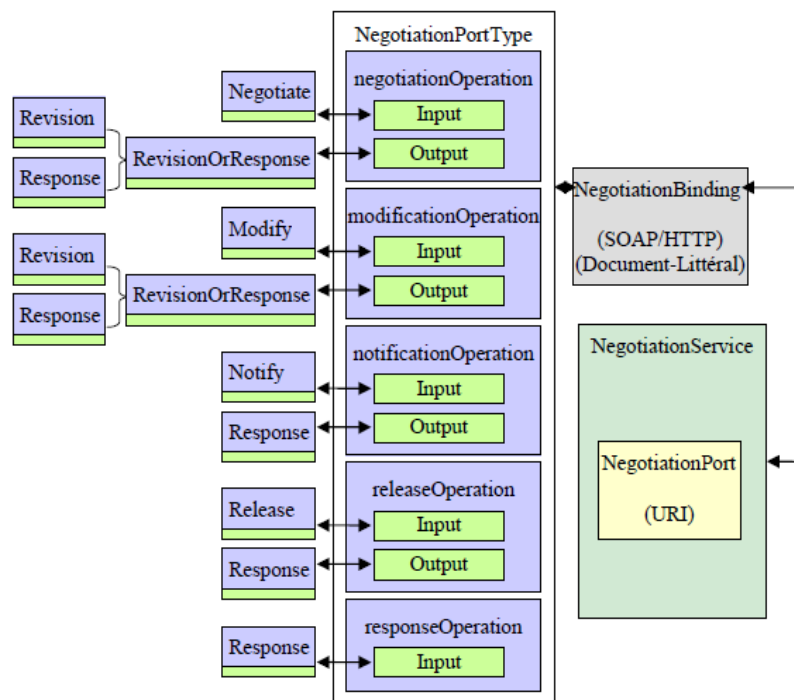 NegotiationPortType
negotiationOperation
Negotiate
Input
Revision
Output
RevisionOrResponse
Response
modificationOperation
Modify
Input
Revision
Output
RevisionOrResponse
Response
notificationOperation
Notify
Input
Response
Output
releaseOperation
Release
Input
Response
Output
responseOperation
Response
Input
NegotiationBinding
(SOAP/HTTP)
(Document-Littéral)
NegotiationService
NegotiationPort
(URI)